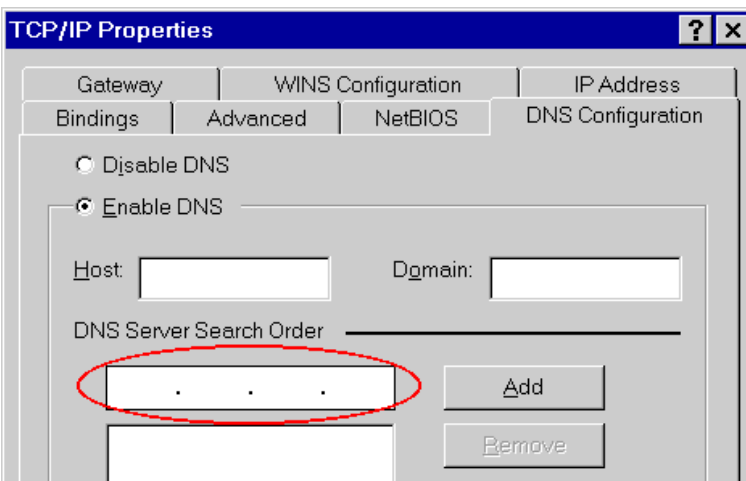 TCP/IP Properties
Gateway WINS Configuration IP Address
Bindings Advanced NetBIOS DNS Configuration
Disable DNS
Enable DNS
Host: Domain:
DNS Server Search Order
. . . Add
Remove